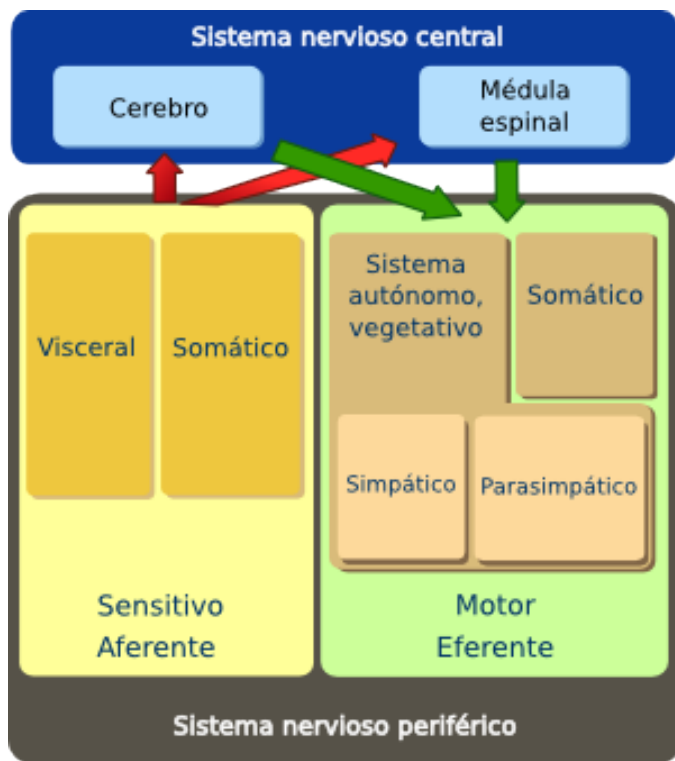 Sistema nervioso central
Cerebro
Médula
espinal
Visceral
Somático
Sistema
autónomo,
vegetativo
Somático
Simpático
Parasimpático
Sensitivo
Aferente
Motor
Eferente
Sistema nervioso periférico